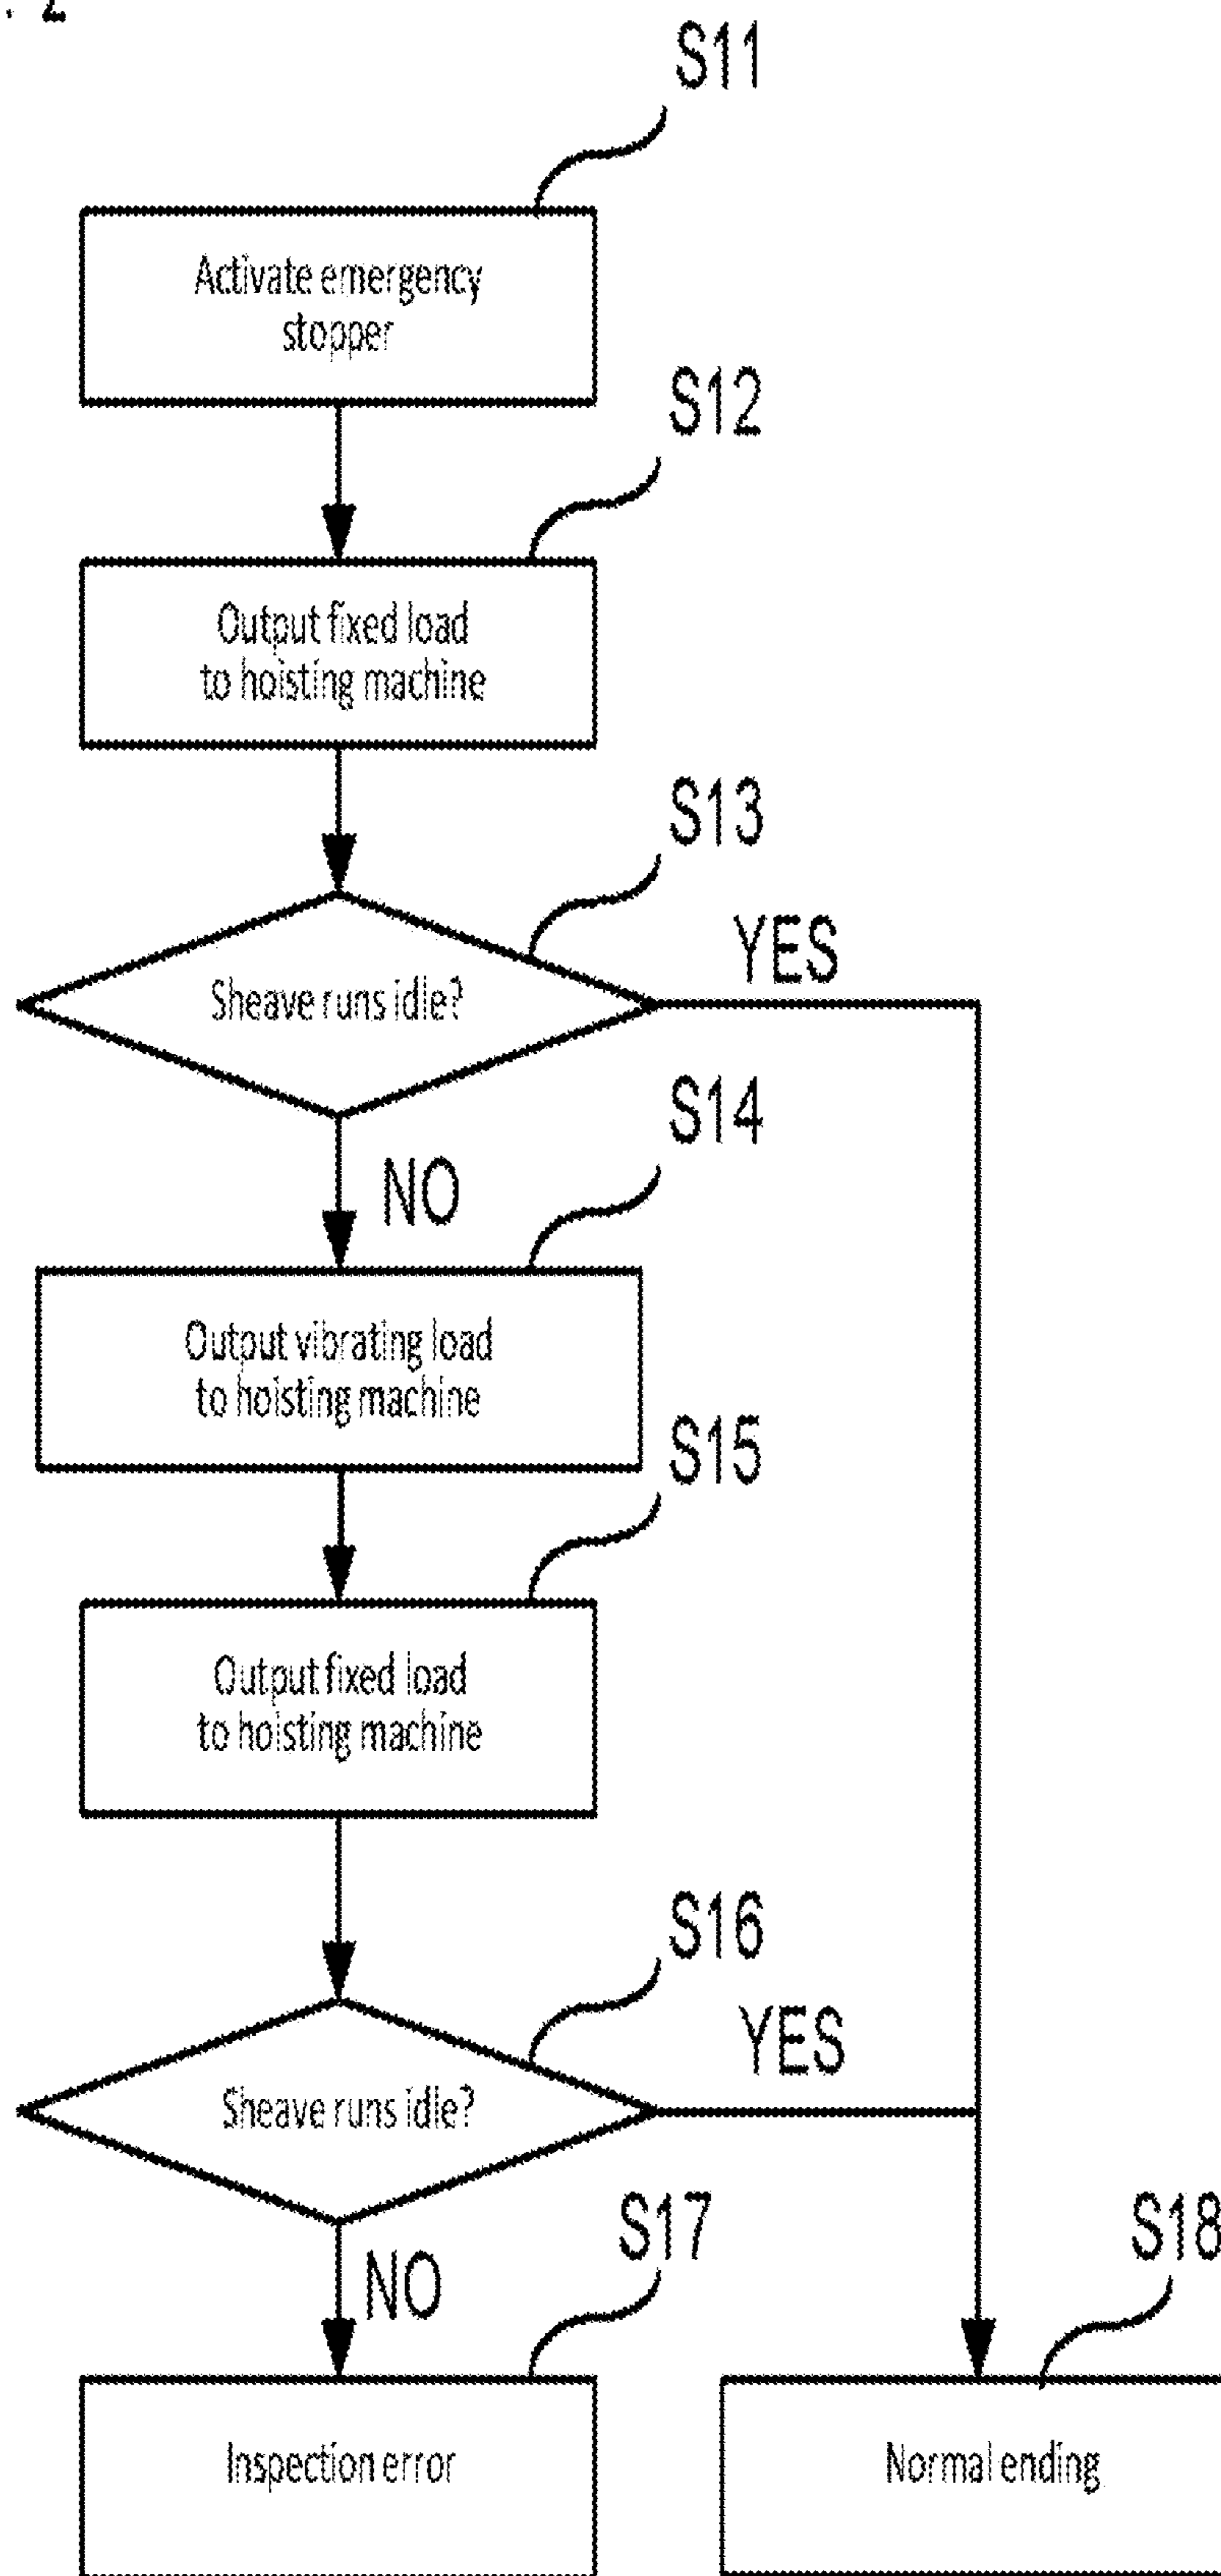 . 2
S11
Activate emergency
stopper
S12
Output fixed load
to hoisting machine
S13
Sheave runs idle?
YES
S14
NO
Output vibrating load
to hoisting machine
S15
Output fixed load
to hoisting machine
S16
Sheave runs idle?
YES
S17
S18
NO
Inspection error
Normal ending